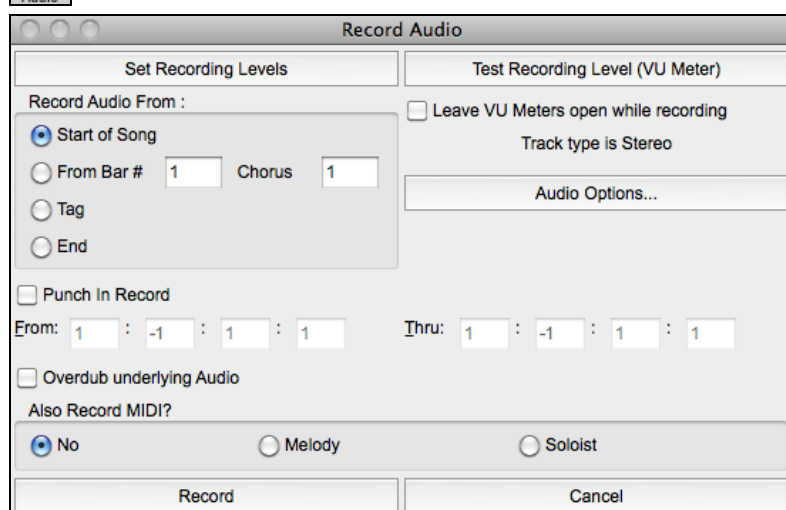 Audio
Record Audio
Set Recording Levels
Test Recording Level (VU Meter)
Record Audio From :
Leave VU Meters open while recording
Start of Song
Track type is Stereo
From Bar # 1 Chorus 1
Audio Options...
Tag
End
Punch In Record
From: 1 : -1 : 1 : 1
Thru: 1 : -1 : 1 : 1
Overdub underlying Audio
Also Record MIDI?
No Melody Soloist
Record Cancel